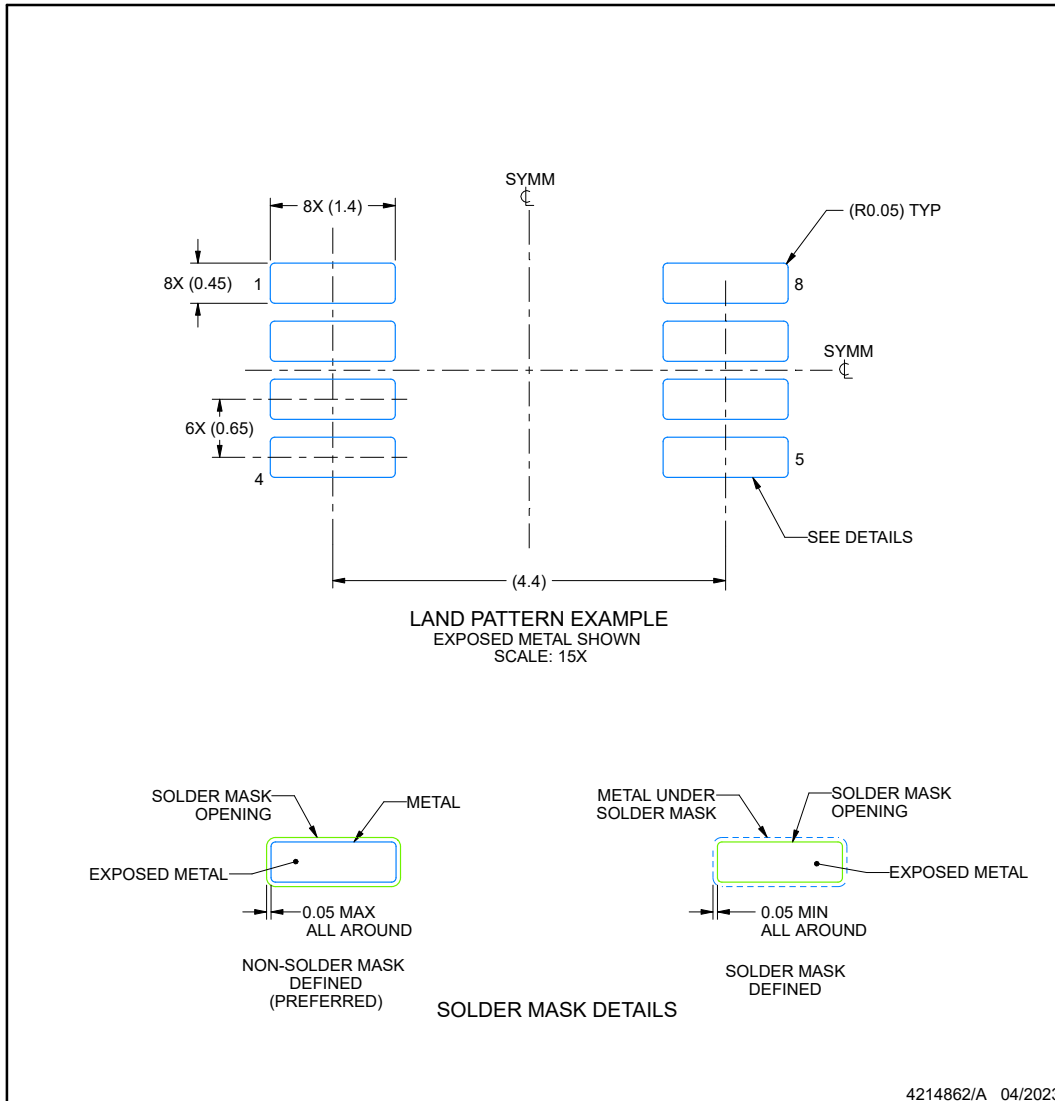 SYMM
℄
8X (1.4)
(R0.05) TYP
8X (0.45)
1
8
SYMM
℄
6X (0.65)
4
5
SEE DETAILS
(4.4)
LAND PATTERN EXAMPLE
EXPOSED METAL SHOWN
SCALE: 15X
SOLDER MASK
OPENING
METAL
EXPOSED METAL
0.05 MAX
ALL AROUND
NON-SOLDER MASK
DEFINED
(PREFERRED)
METAL UNDER
SOLDER MASK
SOLDER MASK
OPENING
EXPOSED METAL
0.05 MIN
ALL AROUND
SOLDER MASK
DEFINED
SOLDER MASK DETAILS
4214862/A 04/2023